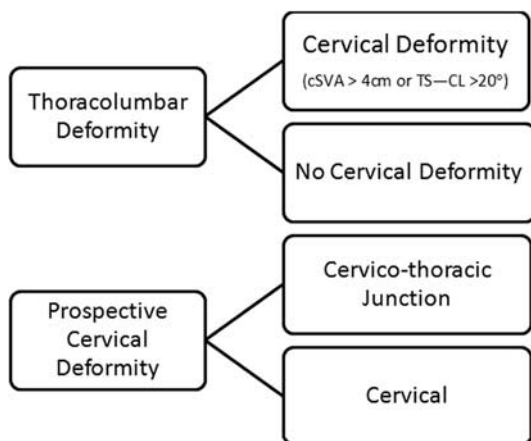 Thoracolumbar
Deformity
Cervical Deformity
(cSVA > 4cm or TS—CL >20°)
No Cervical Deformity
Prospective
Cervical
Deformity
Cervico-thoracic
Junction
Cervical